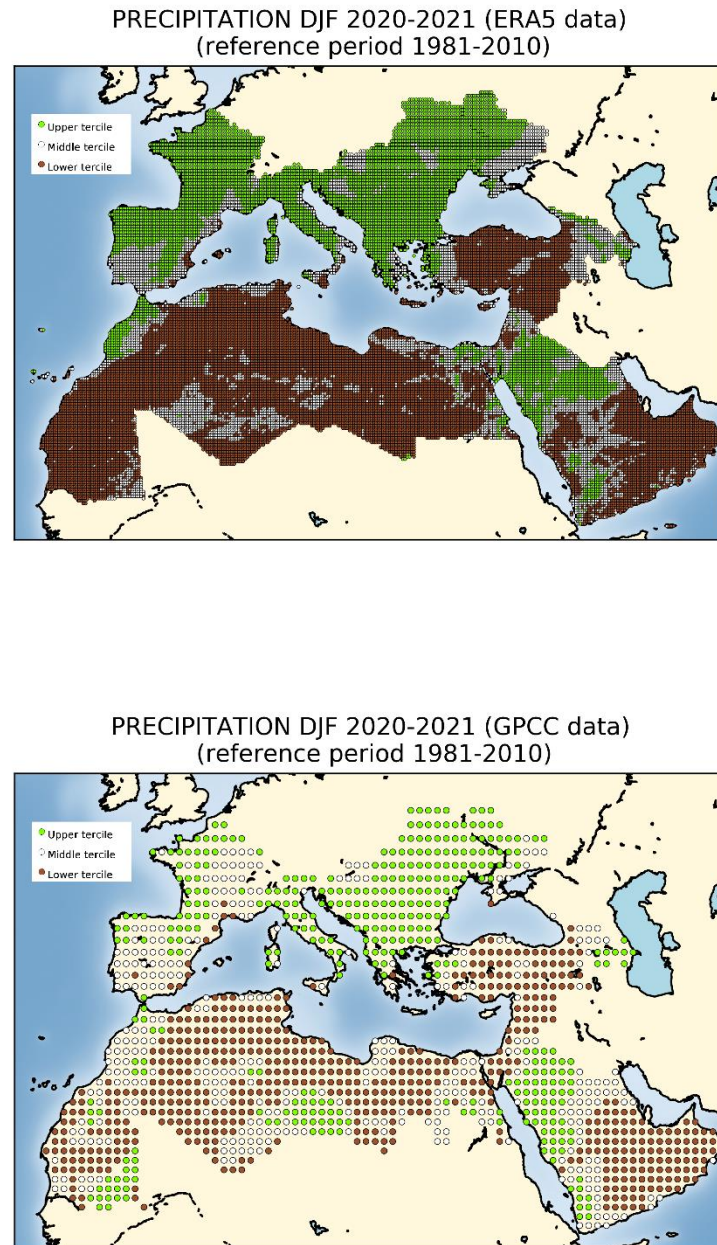 PRECIPITATION DJF 2020-2021 (ERA5 data)
(reference period 1981-2010)
Upper tercile
Middle tercile
Lower tercile
PRECIPITATION DJF 2020-2021 (GPCC data)
(reference period 1981-2010)
Upper tercile
Middle tercile
Lower tercile